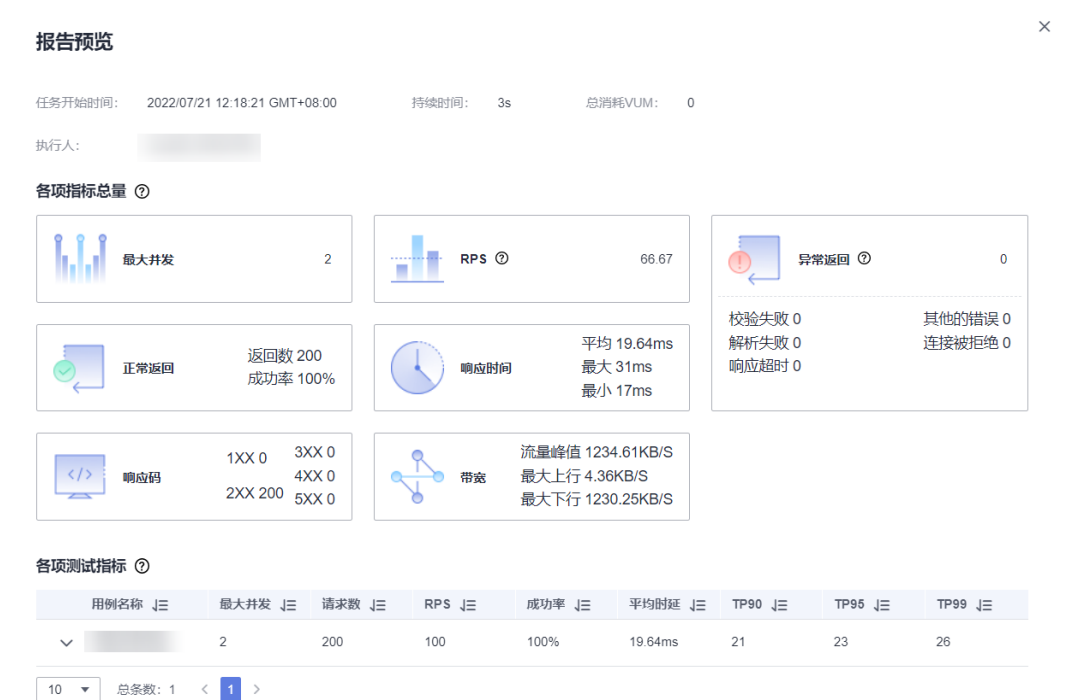 报告预览
任务开始时间: 2022/07/21 12:18:21 GMT+08:00 持续时间: 3s 总消耗VUM: 0
执行人:
各项指标总量
最大并发 2
RPS 66.67
异常返回 0
校验失败 0 其他的错误 0
解析失败 0 连接被拒绝 0
响应超时 0
正常返回
返回数 200
成功率 100%
响应时间
平均 19.64ms
最大 31ms
最小 17ms
响应码
1XX 0 3XX 0
4XX 0
2XX 200 5XX 0
带宽
流量峰值 1234.61KB/S
最大上行 4.36KB/S
最大下行 1230.25KB/S
各项测试指标
用例名称 最大并发 请求数 RPS 成功率 平均时延 TP90 TP95 TP99
2 200 100 100% 19.64ms 21 23 26
10 总条数: 1 < 1 >